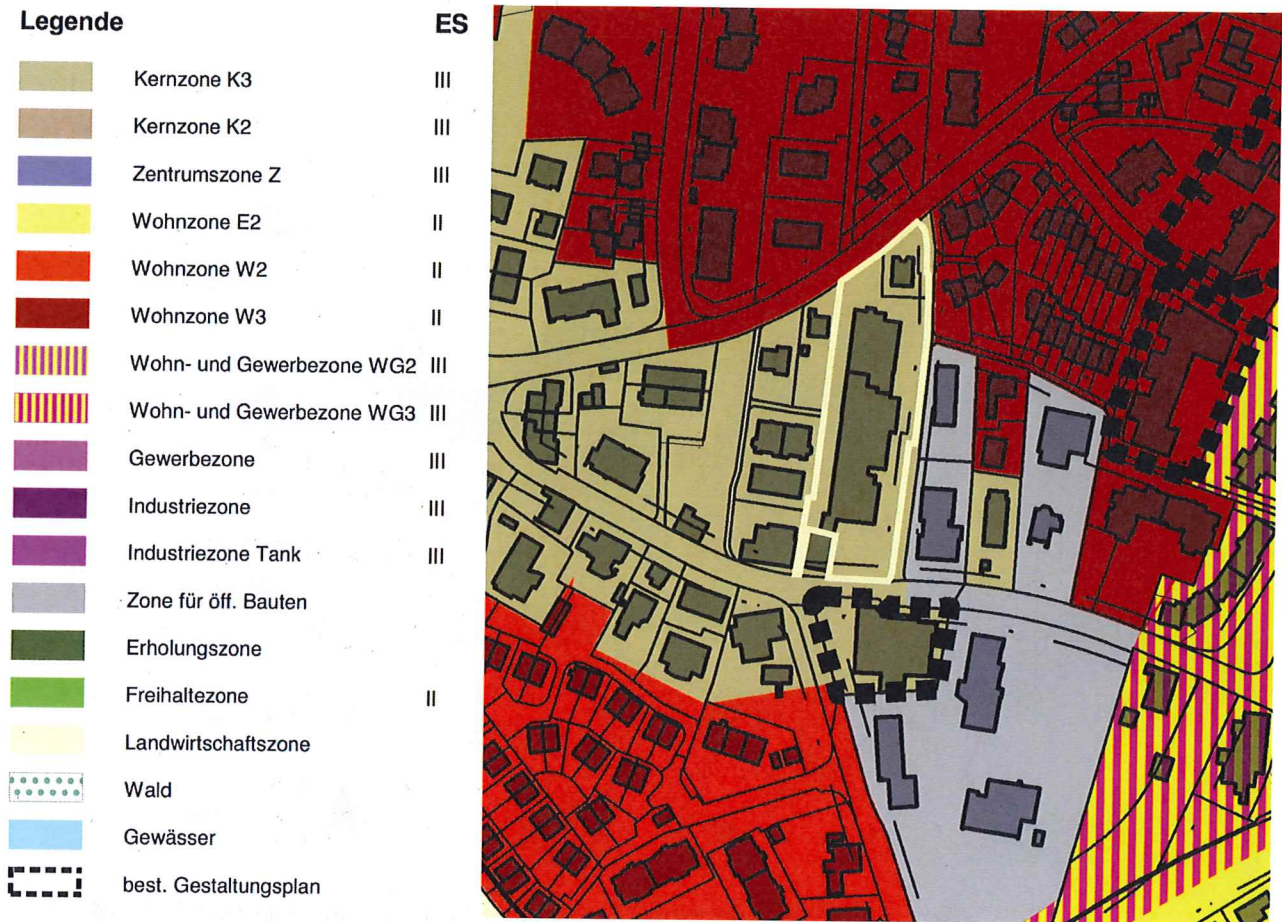 Legende ES
Kernzone K3 III
Kernzone K2 III
Zentrumszone Z III
Wohnzone E2 II
Wohnzone W2 II
Wohnzone W3 II
Wohn- und Gewerbezone WG2 III
Wohn- und Gewerbezone WG3 III
Gewerbezone III
Industriezone III
Industriezone Tank III
Zone für öff. Bauten
Erholungszone
Freihaltezone II
Landwirtschaftszone
Wald
Gewässer
best. Gestaltungsplan